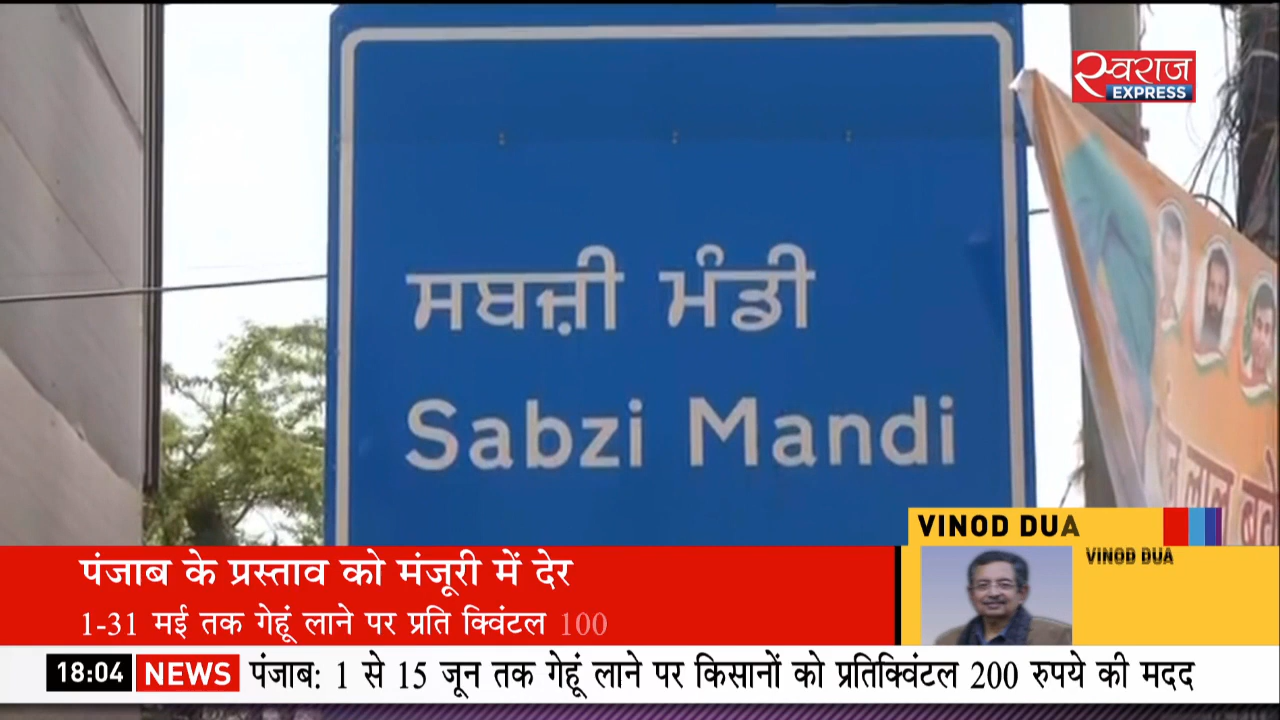 स्वराज
EXPRESS
ਸਬਜ਼ੀ ਮੰਡੀ
Sabzi Mandi
VINOD DUA
VINOD DUA
पंजाब के प्रस्ताव को मंजूरी में देर
1-31 मई तक गेहूं लाने पर प्रति क्विंटल 100
18:04 NEWS पंजाब: 1 से 15 जून तक गेहूं लाने पर किसानों को प्रतिक्विंटल 200 रुपये की मदद